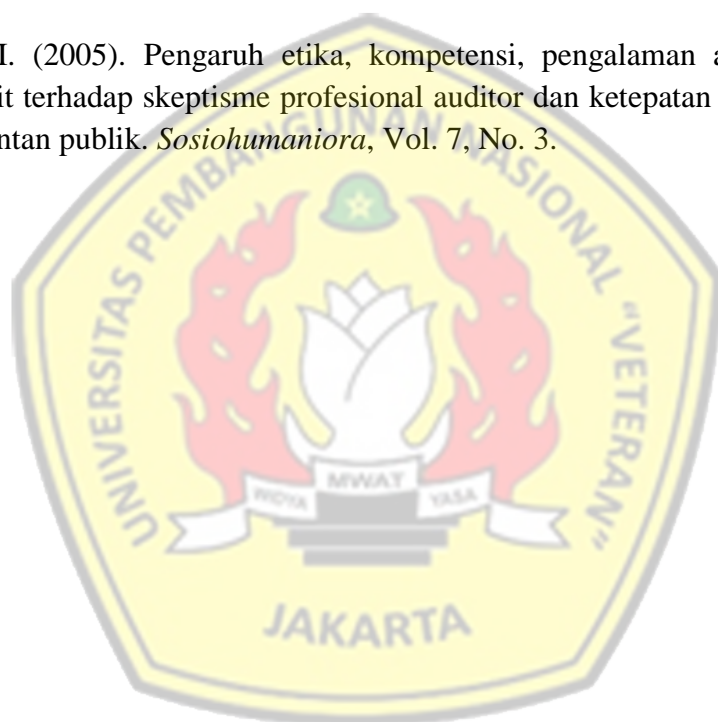 I. (2005). Pengaruh etika, kompetensi, pengalaman a
it terhadap skeptisme profesional auditor dan ketepatan
ntan publik. Sosiohumaniora, Vol. 7, No. 3.
UNIVERSITAS PEMBANGUNAN NASIONAL "VETERAN"
WIDYA MWAT YASA
JAKARTA